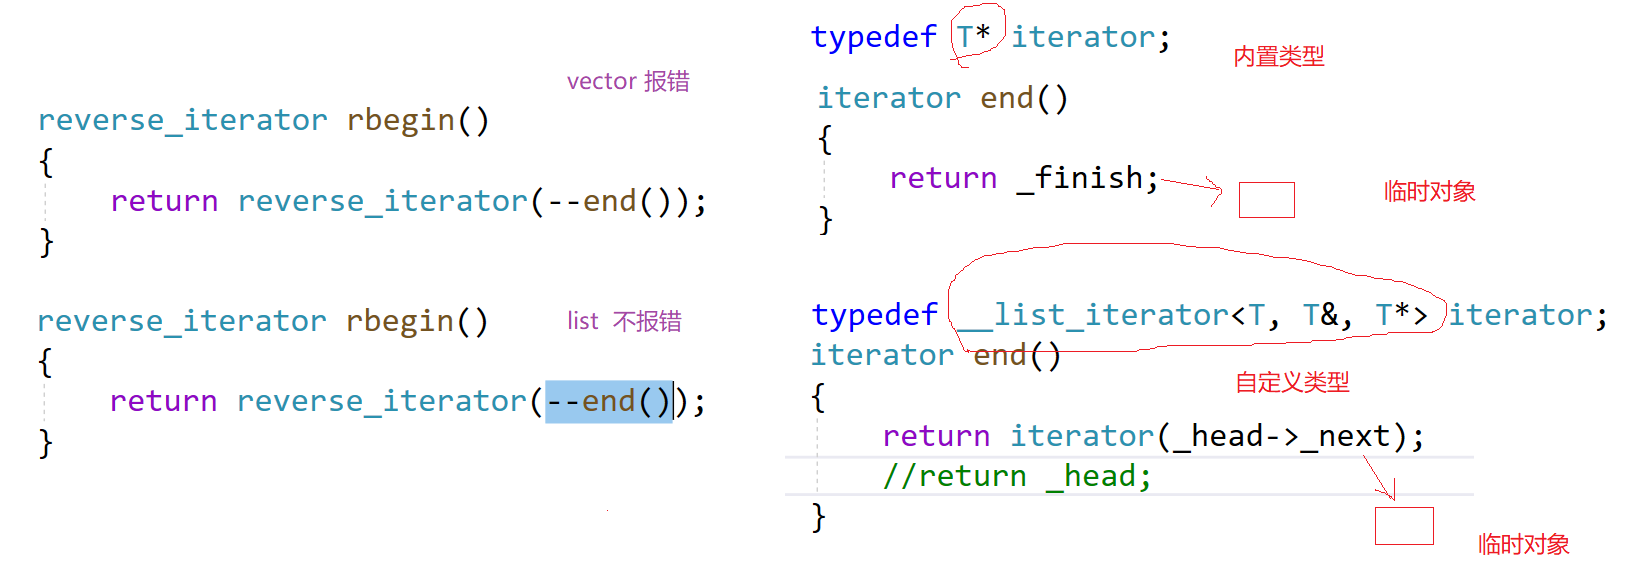 vector 报错
reverse_iterator rbegin()
{
return reverse_iterator(--end());
}
list 不报错
reverse_iterator rbegin()
{
return reverse_iterator(--end());
}
typedef T* iterator;
内置类型
iterator end()
{
return _finish;
临时对象
}
typedef __list_iterator<T, T&, T*> iterator;
iterator end()
自定义类型
{
return iterator(_head->_next);
//return _head;
}
临时对象